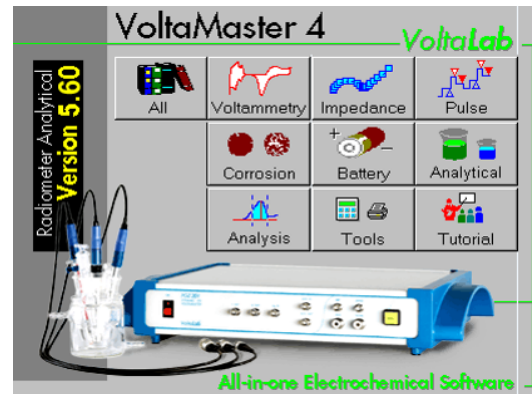 VoltaMaster 4
VoltaLab
Radiometer Analytical
Version 5.60
All
Voltammetry
Impedance
Pulse
Corrosion
Battery
Analytical
Analysis
Tools
Tutorial
All-in-one Electrochemical Software